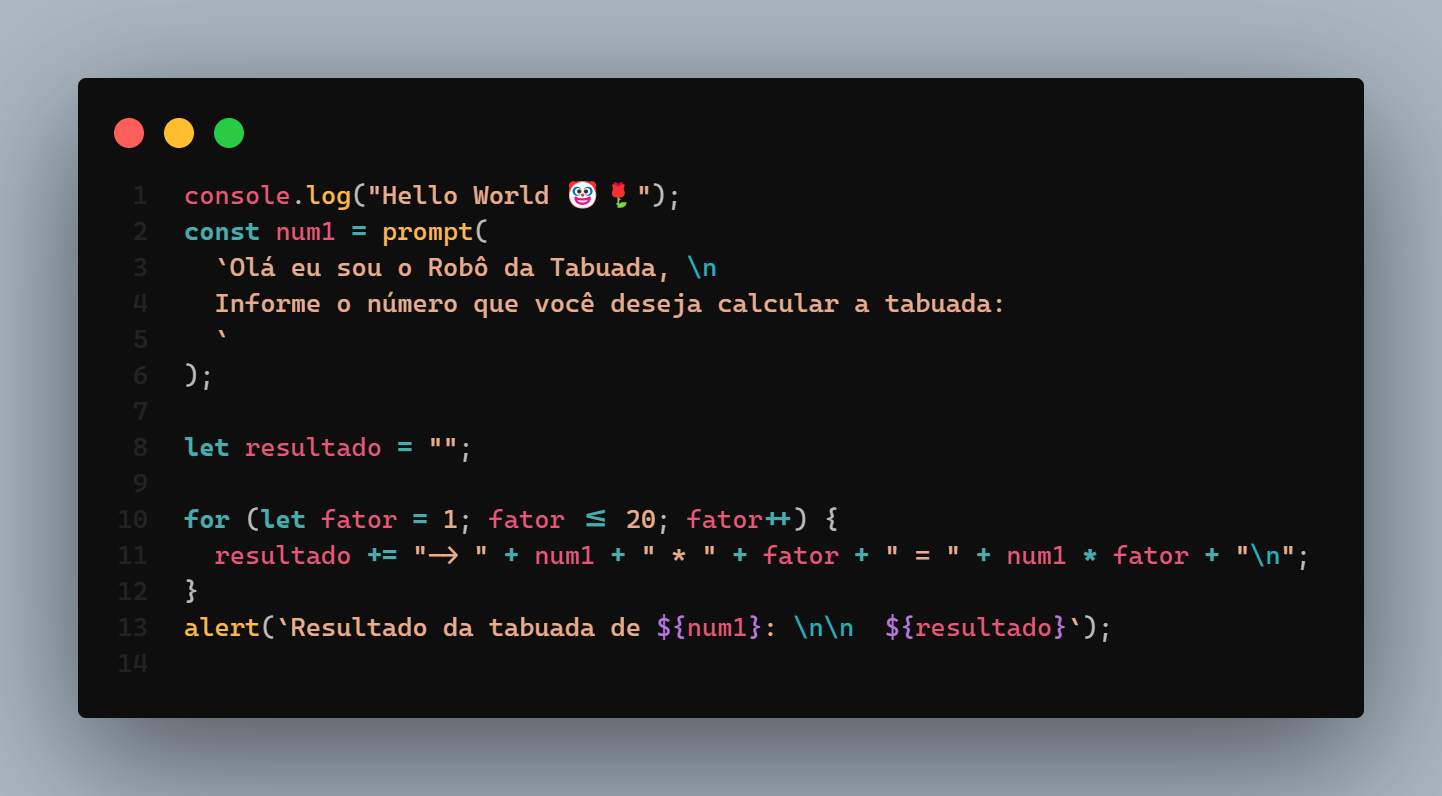 1 console.log("Hello World 🤡🌹");
2 const num1 = prompt(
3   `Olá eu sou o Robô da Tabuada, \n
4   Informe o número que você deseja calcular a tabuada:
5   `
6 );
7
8 let resultado = "";
9
10 for (let fator = 1; fator <= 20; fator++) {
11   resultado += "-> " + num1 + " * " + fator + " = " + num1 * fator + "\n";
12 }
13 alert(`Resultado da tabuada de ${num1}: \n\n  ${resultado}`);
14